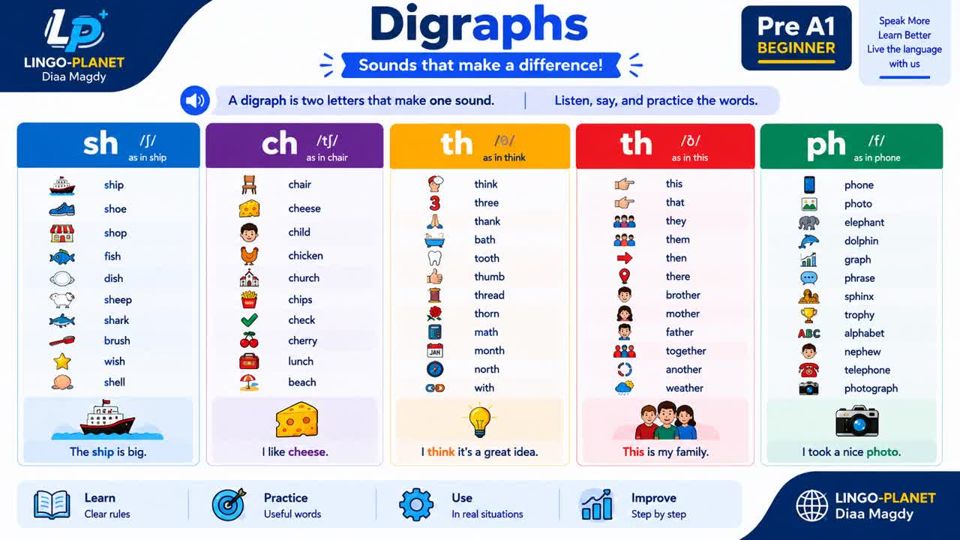 LP+
LINGO-PLANET
Diaa Magdy
Digraphs
Sounds that make a difference!
Pre A1
BEGINNER
Speak More
Learn Better
Live the language
with us
A digraph is two letters that make one sound.
Listen, say, and practice the words.
sh /ʃ/
as in ship
ship
shoe
shop
fish
dish
sheep
shark
brush
wish
shell
The ship is big.
ch /tʃ/
as in chair
chair
cheese
child
chicken
church
chips
check
cherry
lunch
beach
I like cheese.
th /θ/
as in think
think
3 three
thank
bath
tooth
thumb
thread
thorn
math
JAN month
north
with
I think it's a great idea.
th /ð/
as in this
this
that
they
them
then
there
brother
mother
father
together
another
weather
This is my family.
ph /f/
as in phone
phone
photo
elephant
dolphin
graph
phrase
sphinx
trophy
ABC alphabet
nephew
telephone
photograph
I took a nice photo.
Learn
Clear rules
Practice
Useful words
Use
In real situations
Improve
Step by step
LINGO-PLANET
Diaa Magdy